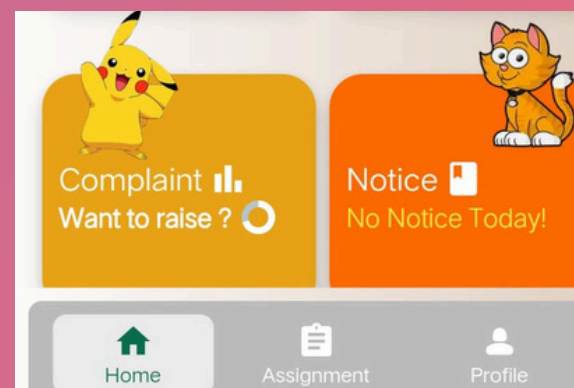 Complaint
Want to raise ?
Notice
No Notice Today!
Home
Assignment
Profile